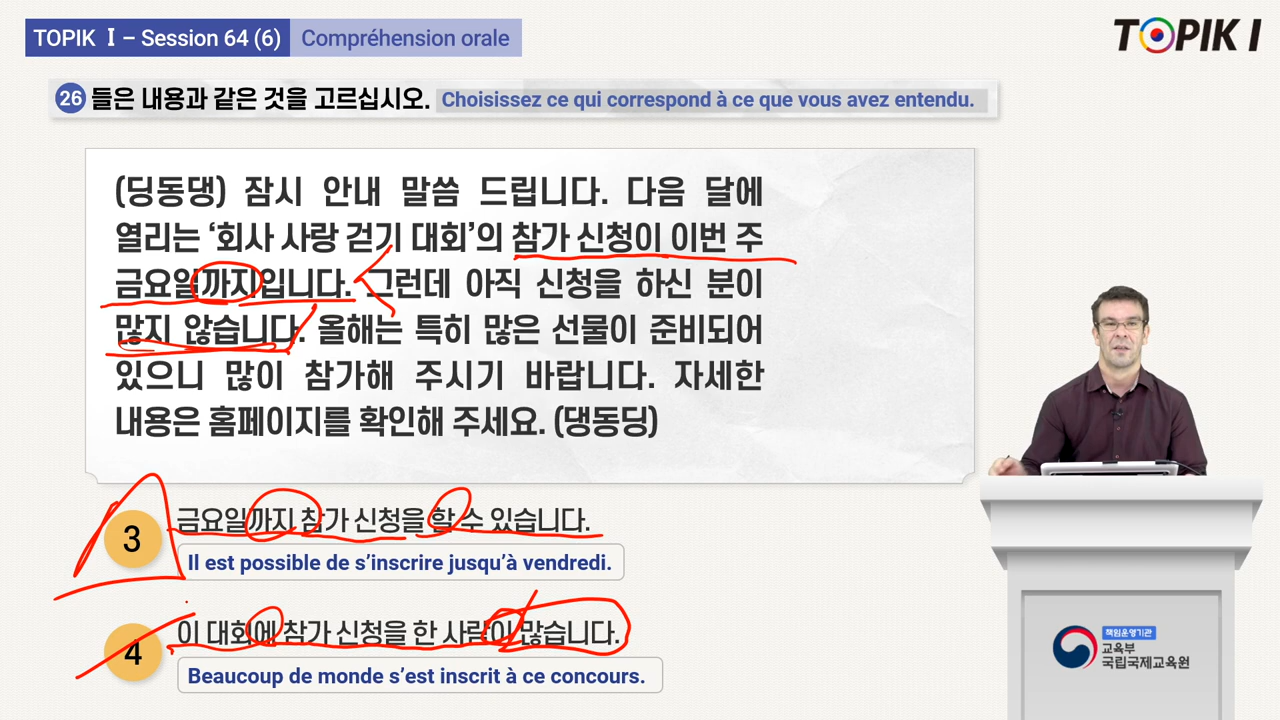 TOPIK I – Session 64 (6) Compréhension orale
TOPIK I
26 들은 내용과 같은 것을 고르십시오. Choisissez ce qui correspond à ce que vous avez entendu.
(딩동댕) 잠시 안내 말씀 드립니다. 다음 달에
열리는 ‘회사 사랑 걷기 대회’의 참가 신청이 이번 주
금요일까지입니다. 그런데 아직 신청을 하신 분이
많지 않습니다. 올해는 특히 많은 선물이 준비되어
있으니 많이 참가해 주시기 바랍니다. 자세한
내용은 홈페이지를 확인해 주세요. (댕동딩)
3 금요일까지 참가 신청을 할 수 있습니다.
Il est possible de s’inscrire jusqu’à vendredi.
4 이 대회에 참가 신청을 한 사람이 많습니다.
Beaucoup de monde s’est inscrit à ce concours.
책임운영기관
교육부
국립국제교육원